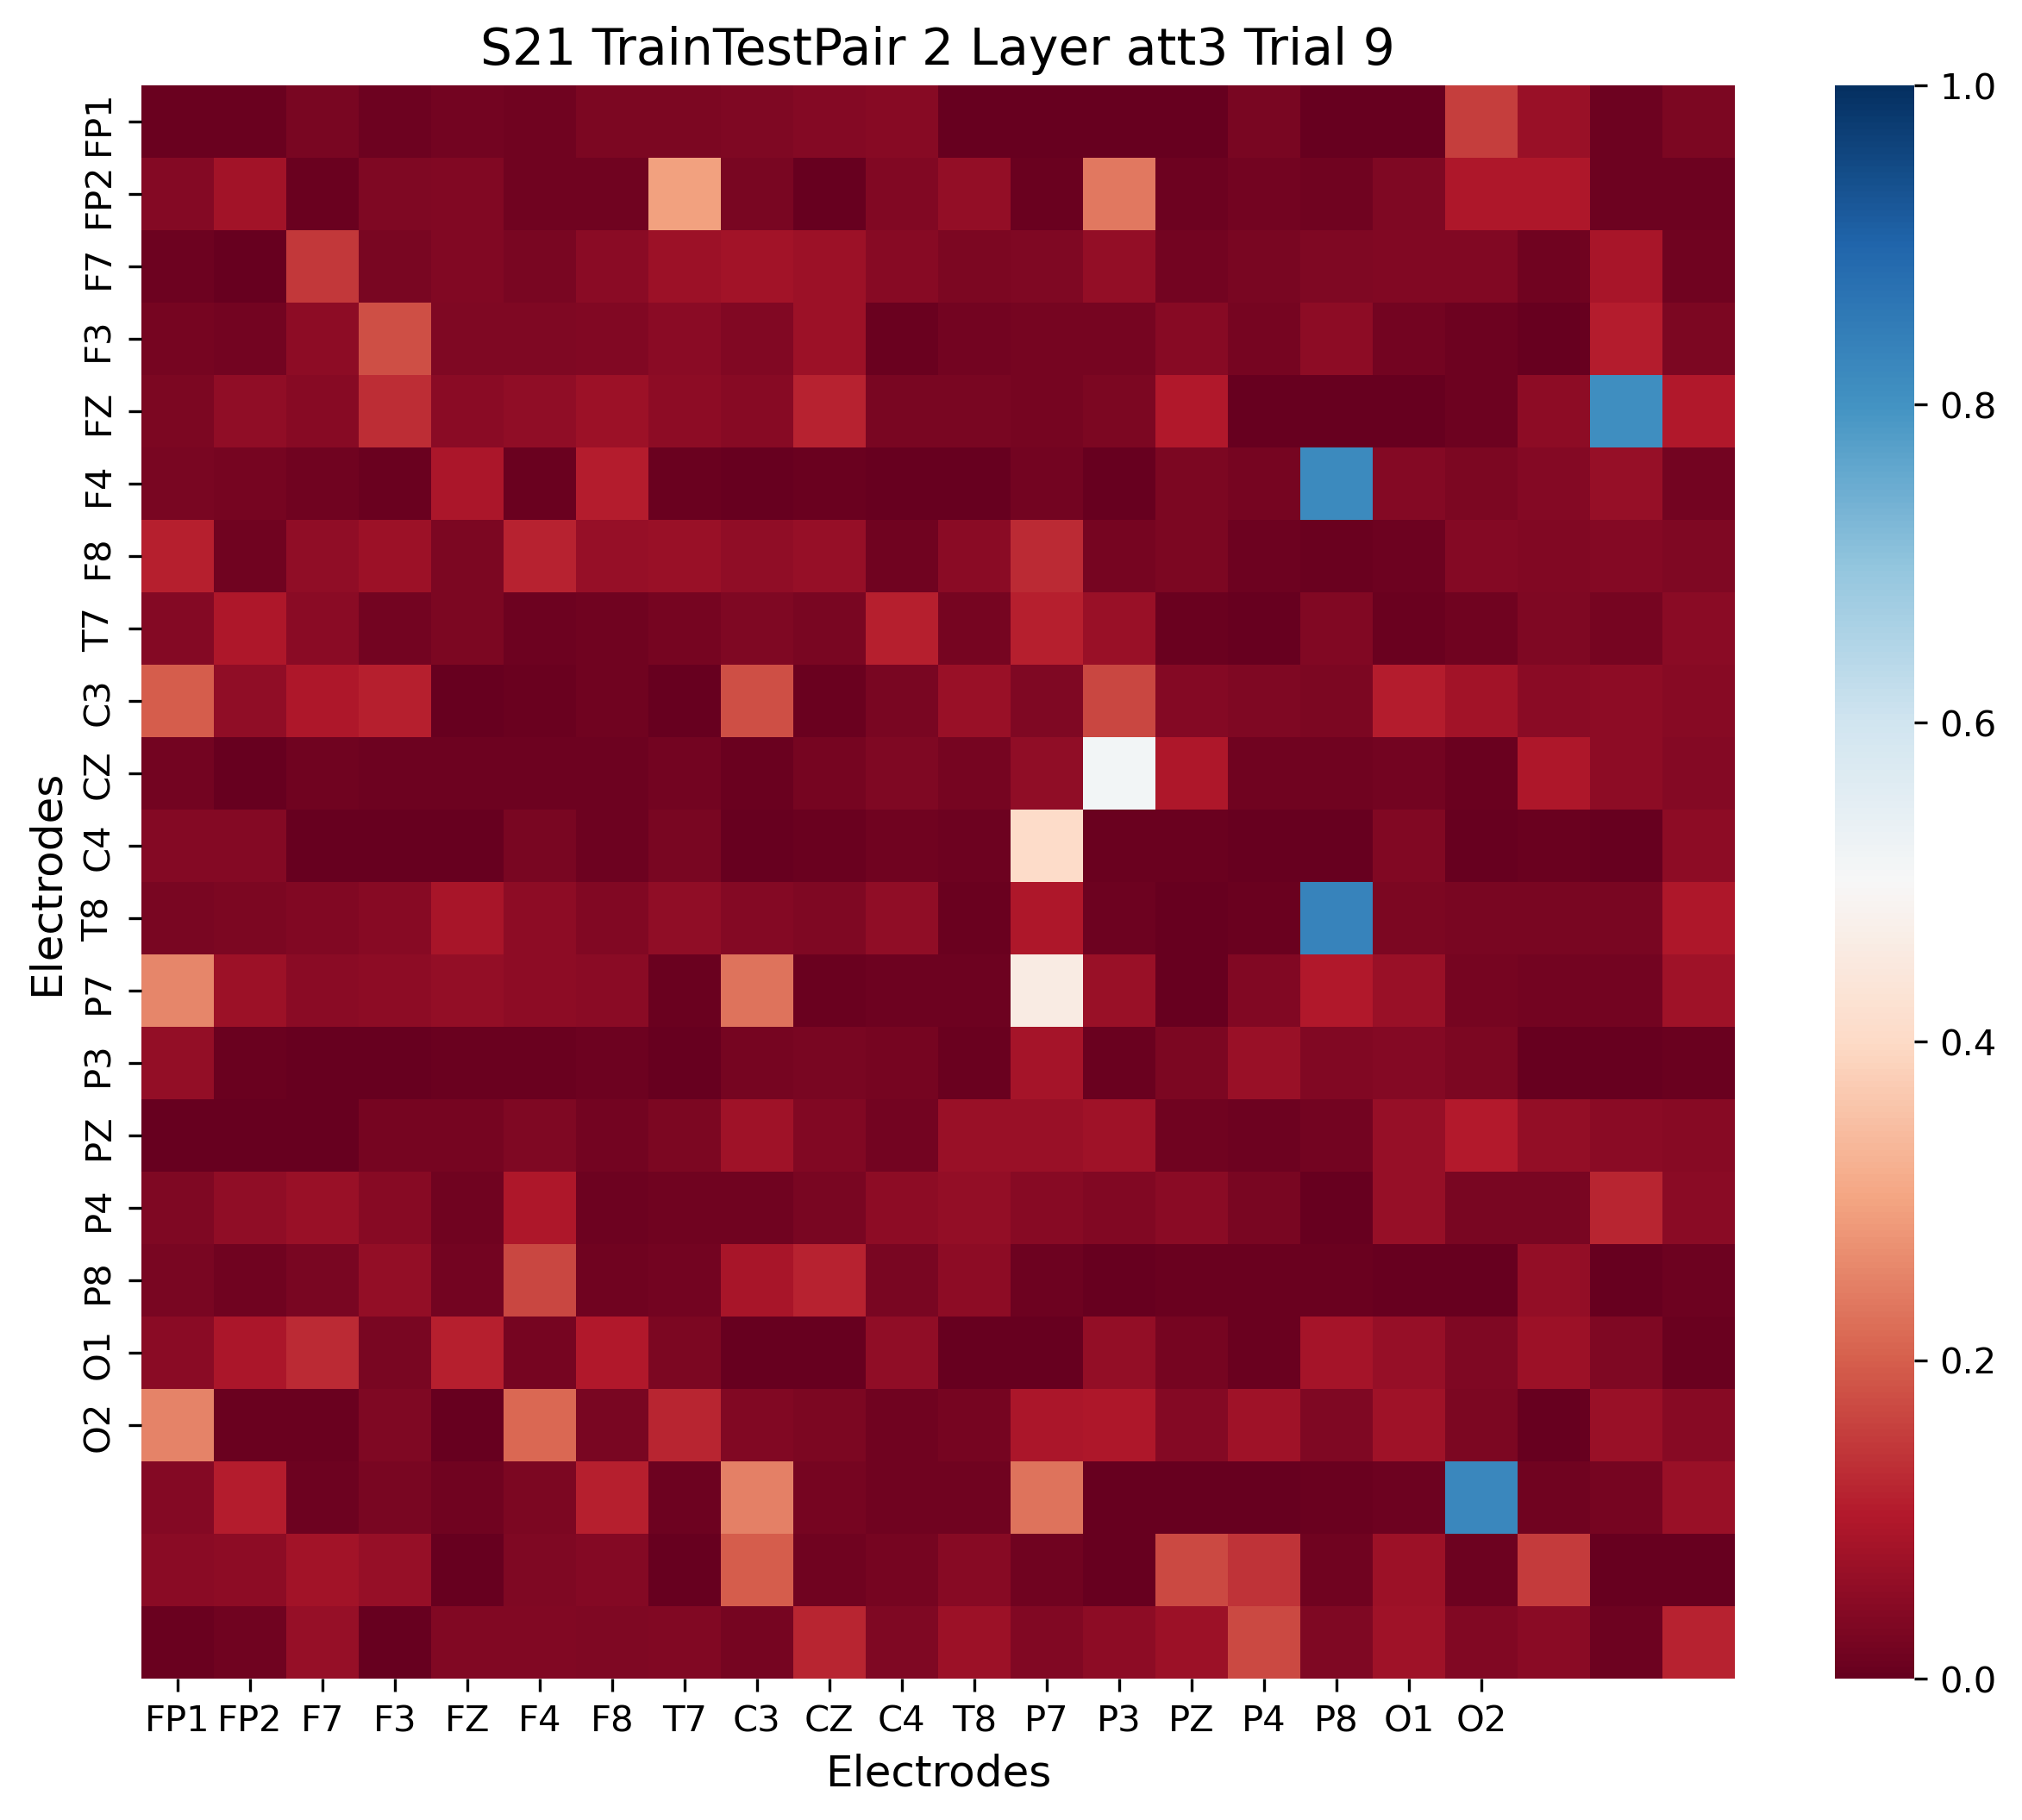 S21 TrainTestPair 2 Layer att3 Trial 9
Electrodes
FP1
FP2
F7
F3
FZ
F4
F8
T7
C3
CZ
C4
T8
P7
P3
PZ
P4
P8
O1
O2
FP1 FP2 F7 F3 FZ F4 F8 T7 C3 CZ C4 T8 P7 P3 PZ P4 P8 O1 O2
Electrodes
1.0
0.8
0.6
0.4
0.2
0.0